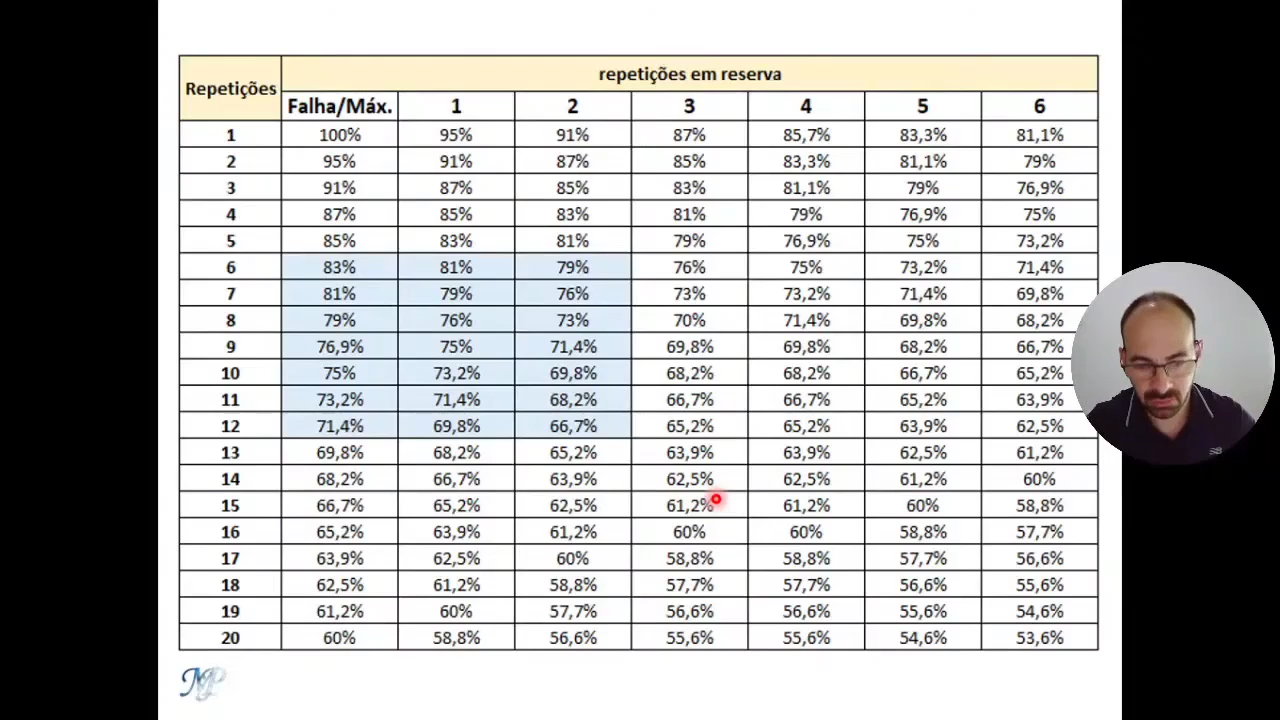 Repetições repetições em reserva
Falha/Máx. 1 2 3 4 5 6
1 100% 95% 91% 87% 85,7% 83,3% 81,1%
2 95% 91% 87% 85% 83,3% 81,1% 79%
3 91% 87% 85% 83% 81,1% 79% 76,9%
4 87% 85% 83% 81% 79% 76,9% 75%
5 85% 83% 81% 79% 76,9% 75% 73,2%
6 83% 81% 79% 76% 75% 73,2% 71,4%
7 81% 79% 76% 73% 73,2% 71,4% 69,8%
8 79% 76% 73% 70% 71,4% 69,8% 68,2%
9 76,9% 75% 71,4% 69,8% 69,8% 68,2% 66,7%
10 75% 73,2% 69,8% 68,2% 68,2% 66,7% 65,2%
11 73,2% 71,4% 68,2% 66,7% 66,7% 65,2% 63,9%
12 71,4% 69,8% 66,7% 65,2% 65,2% 63,9% 62,5%
13 69,8% 68,2% 65,2% 63,9% 63,9% 62,5% 61,2%
14 68,2% 66,7% 63,9% 62,5% 62,5% 61,2% 60%
15 66,7% 65,2% 62,5% 61,2% 61,2% 60% 58,8%
16 65,2% 63,9% 61,2% 60% 60% 58,8% 57,7%
17 63,9% 62,5% 60% 58,8% 58,8% 57,7% 56,6%
18 62,5% 61,2% 58,8% 57,7% 57,7% 56,6% 55,6%
19 61,2% 60% 57,7% 56,6% 56,6% 55,6% 54,6%
20 60% 58,8% 56,6% 55,6% 55,6% 54,6% 53,6%